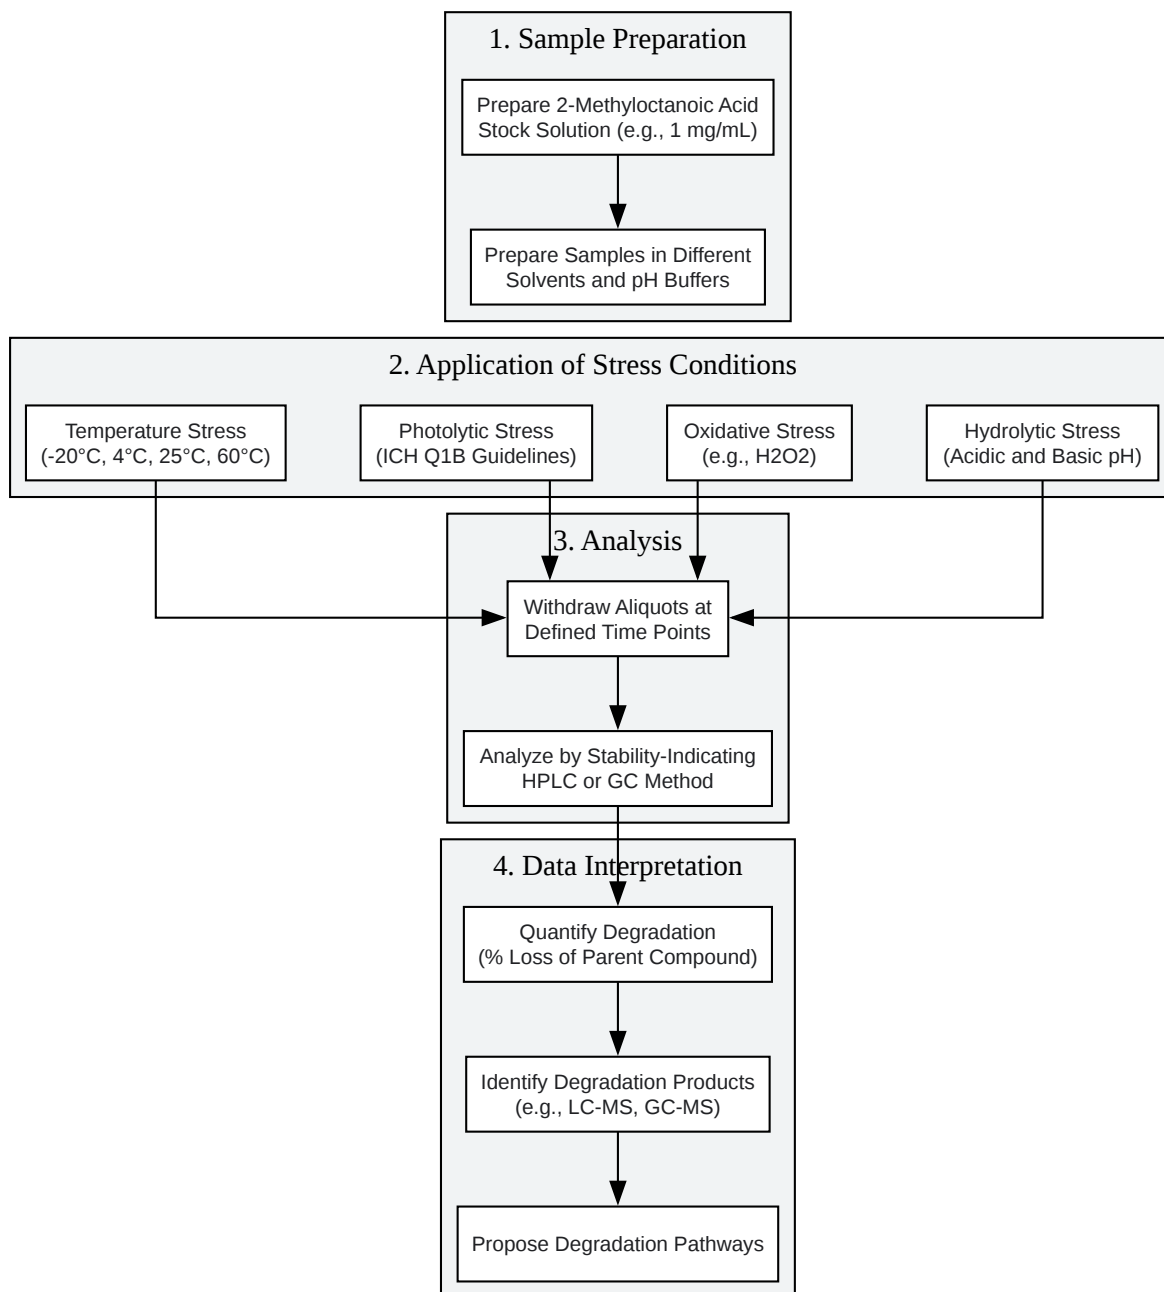 1. Sample Preparation
Prepare 2-Methyloctanoic Acid
Stock Solution (e.g., 1 mg/mL)
Prepare Samples in Different
Solvents and pH Buffers
2. Application of Stress Conditions
Temperature Stress
(-20°C, 4°C, 25°C, 60°C)
Photolytic Stress
(ICH Q1B Guidelines)
Oxidative Stress
(e.g., H2O2)
Hydrolytic Stress
(Acidic and Basic pH)
3. Analysis
Withdraw Aliquots at
Defined Time Points
Analyze by Stability-Indicating
HPLC or GC Method
4. Data Interpretation
Quantify Degradation
(% Loss of Parent Compound)
Identify Degradation Products
(e.g., LC-MS, GC-MS)
Propose Degradation Pathways